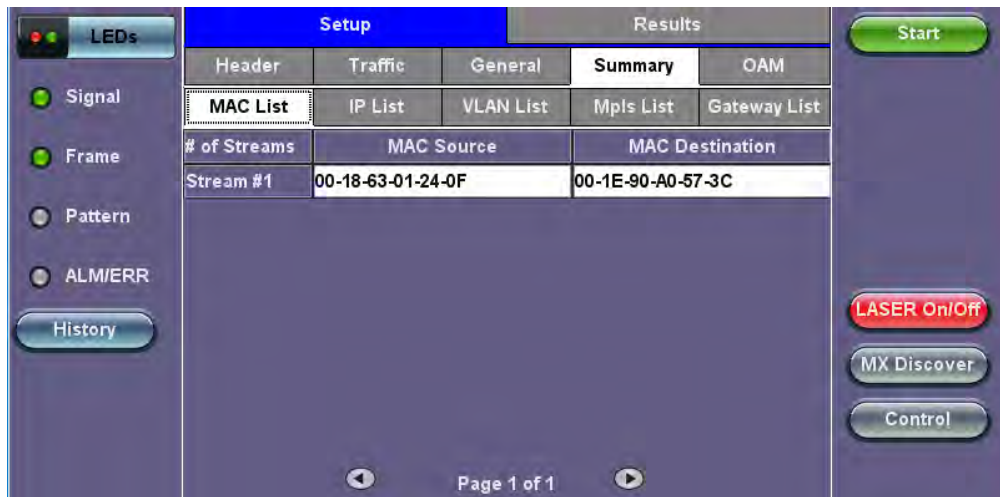 LEDs
Signal
Frame
Pattern
ALM/ERR
History
Setup Results
Header Traffic General Summary OAM
MAC List IP List VLAN List Mpls List Gateway List
# of Streams MAC Source MAC Destination
Stream #1 00-18-63-01-24-0F 00-1E-90-A0-57-3C
Page 1 of 1
Start
LASER On/Off
MX Discover
Control